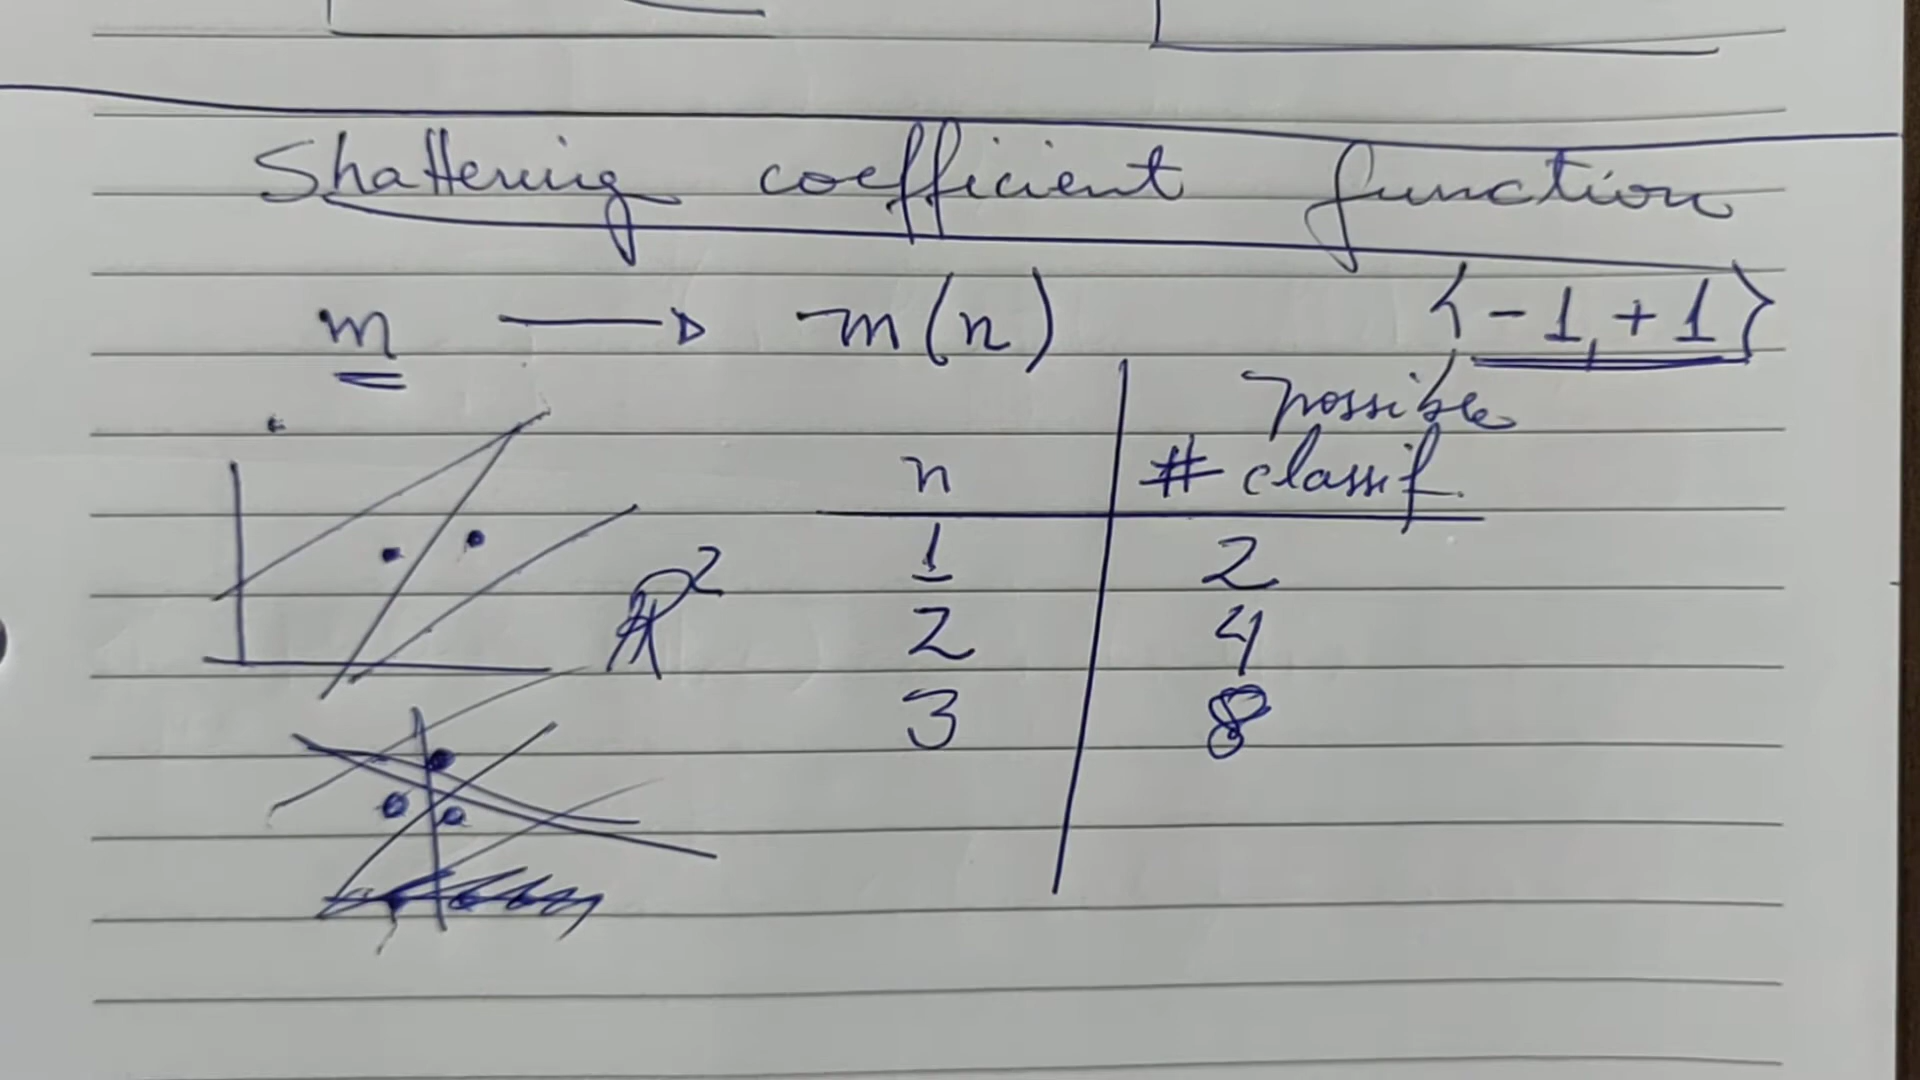 Shattering coefficient function
m → m(n) {-1, +1}
possible
n # classif.
R²
1 2
2 4
3 8